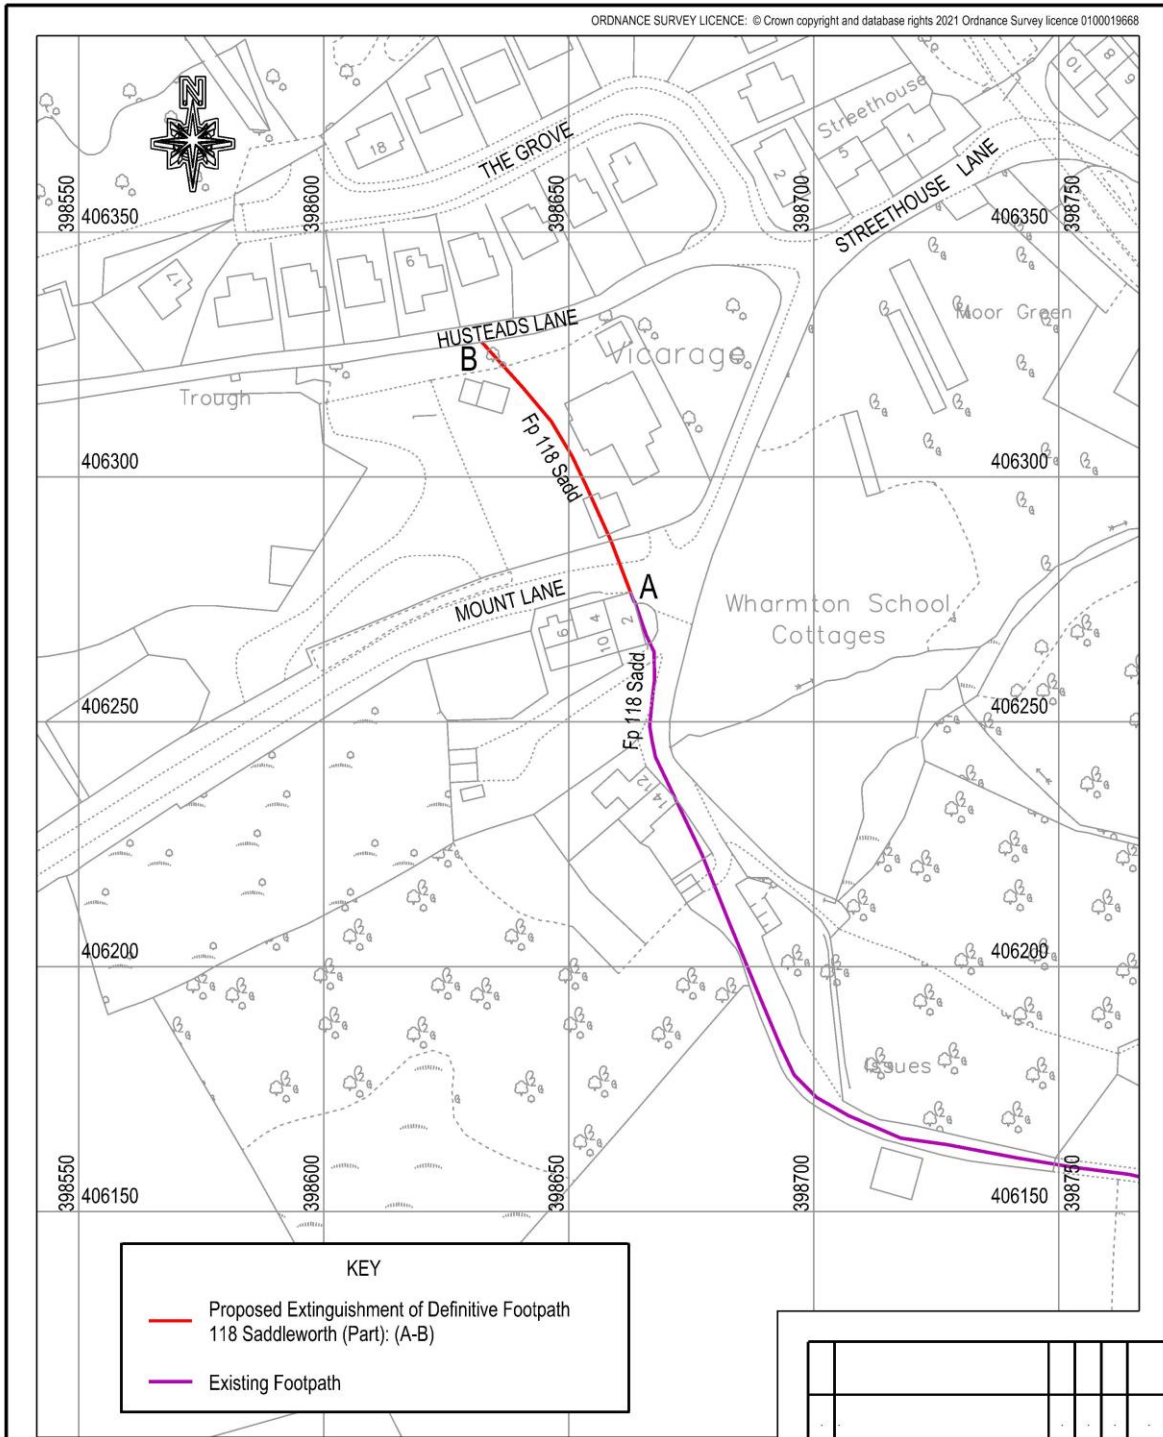 ORDNANCE SURVEY LICENCE: © Crown copyright and database rights 2021 Ordnance Survey licence 0100019668
N
10
8
6
Streethouse
THE GROVE
18
1
5
1
2
STREETHOUSE LANE
398550
398600
398650
398700
398750
406350
406350
17
9
HUSTEADS LANE
Moor Green
B
Vicarage
Trough
Fp 118 Sadd
406300
406300
A
MOUNT LANE
Wharmton School
Cottages
2
4
6
10
Fp 118 Sadd
406250
406250
14
12
406200
406200
Issues
398550
398600
398650
398700
398750
406150
406150
KEY
Proposed Extinguishment of Definitive Footpath
118 Saddleworth (Part): (A-B)
Existing Footpath